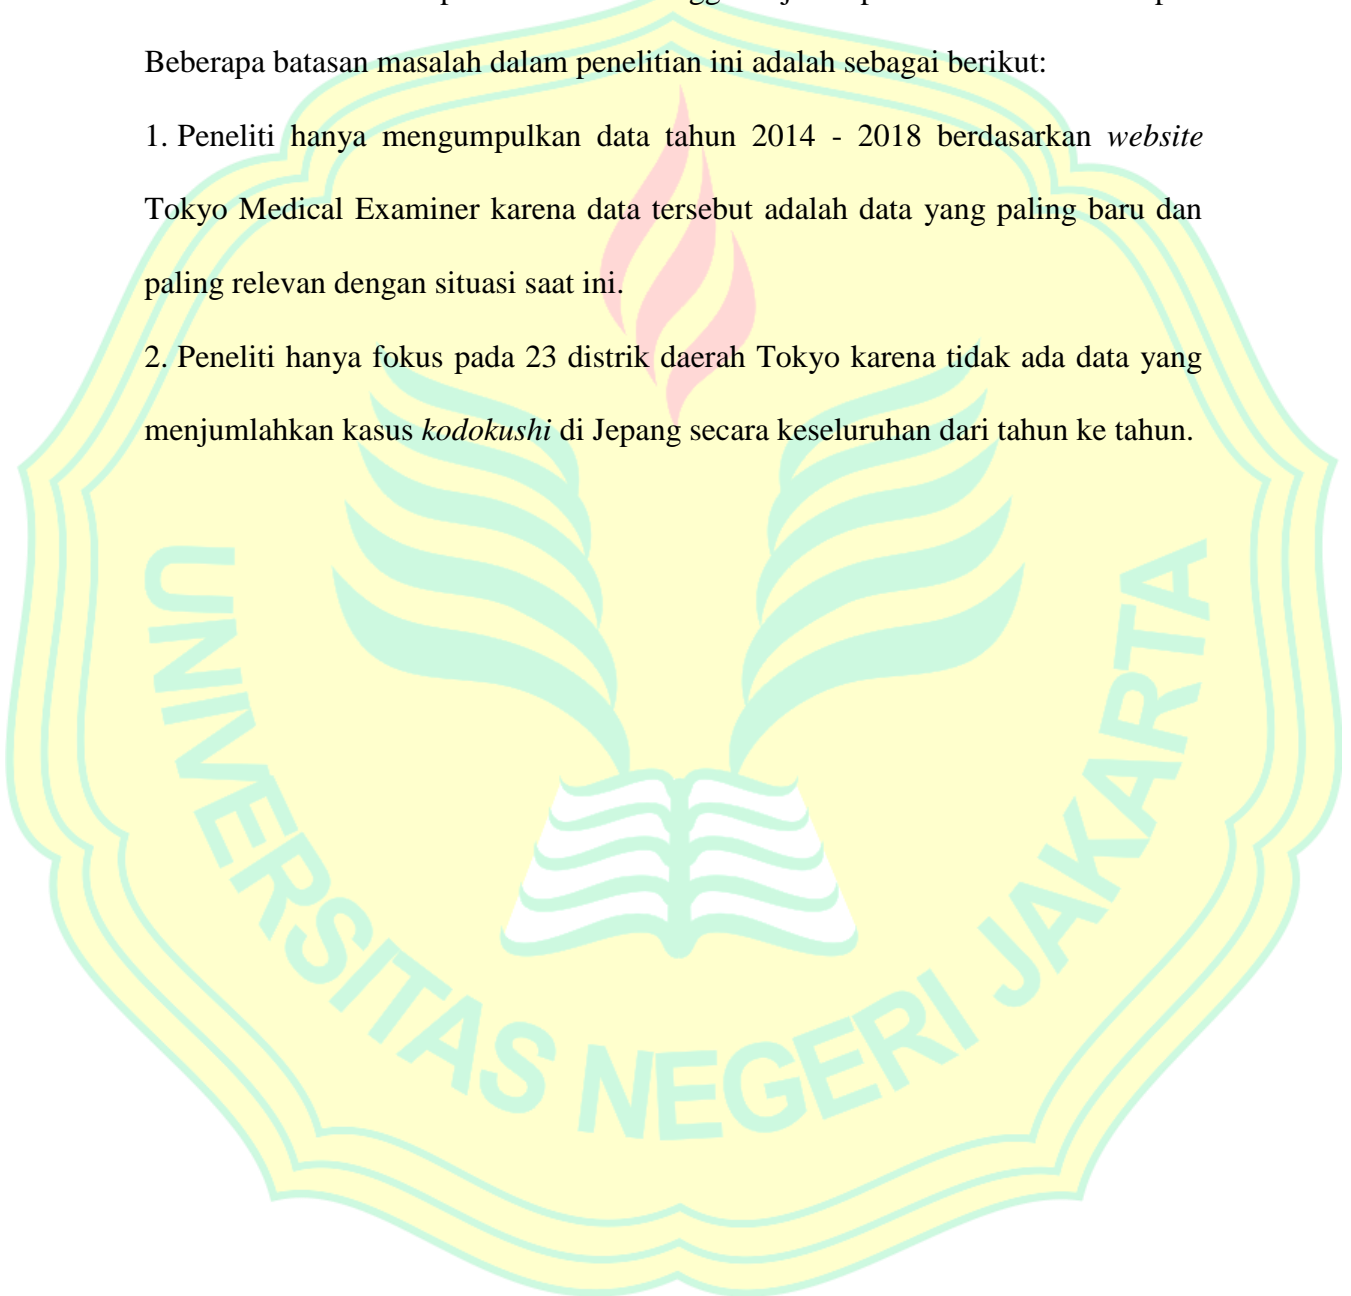 Beberapa batasan masalah dalam penelitian ini adalah sebagai berikut:
1. Peneliti hanya mengumpulkan data tahun 2014 - 2018 berdasarkan website
Tokyo Medical Examiner karena data tersebut adalah data yang paling baru dan
paling relevan dengan situasi saat ini.
2. Peneliti hanya fokus pada 23 distrik daerah Tokyo karena tidak ada data yang
menjumlahkan kasus kodokushi di Jepang secara keseluruhan dari tahun ke tahun.
UNIVERSITAS NEGERI JAKARTA